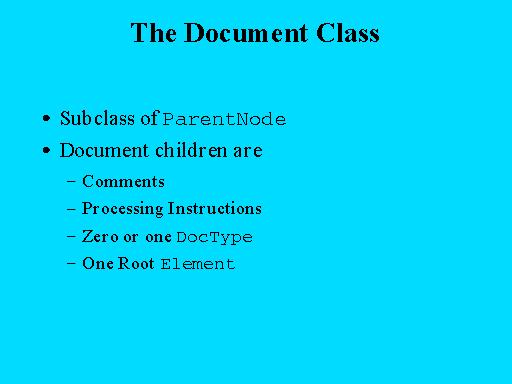 The Document Class
• Subclass of ParentNode
• Document children are
– Comments
– Processing Instructions
– Zero or one DocType
– One Root Element